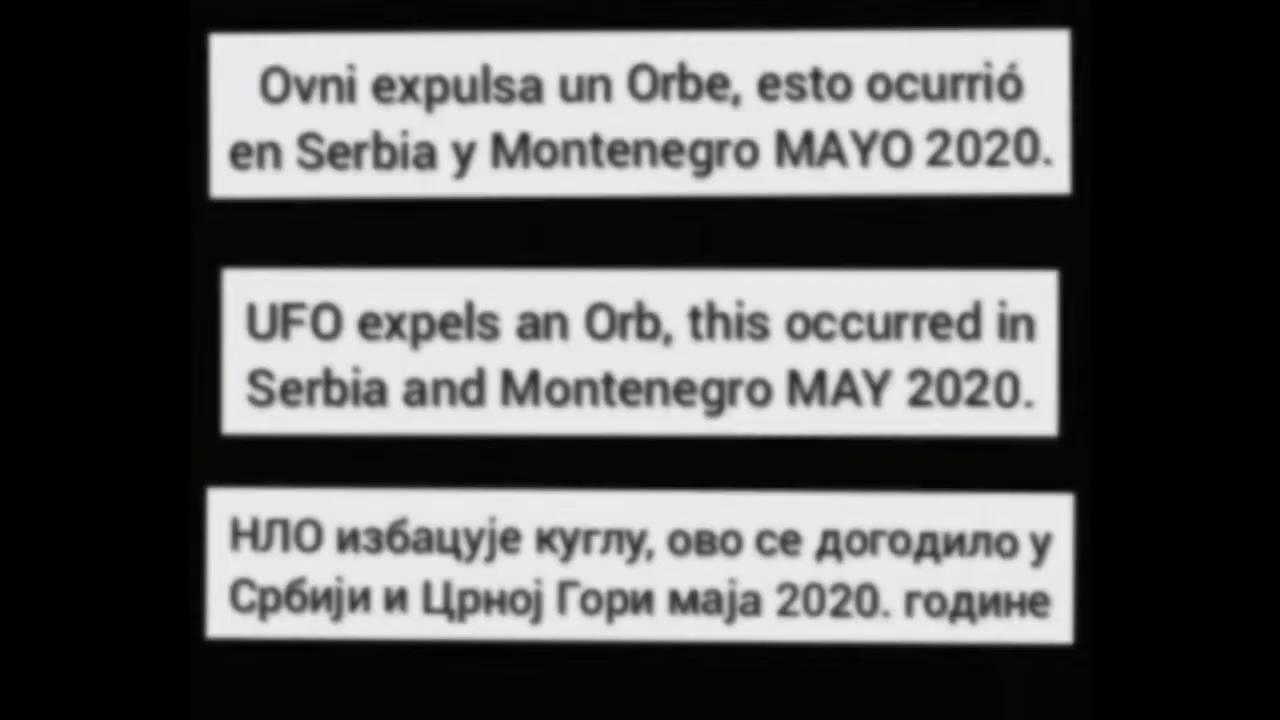 Ovni expulsa un Orbe, esto ocurrió
en Serbia y Montenegro MAYO 2020.
UFO expels an Orb, this occurred in
Serbia and Montenegro MAY 2020.
НЛО избацује куглу, ово се догодило у
Србији и Црној Гори маја 2020. године